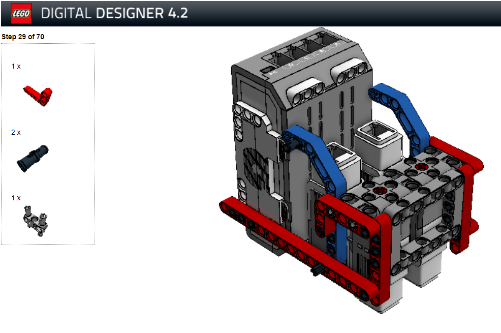 LEGO DIGITAL DESIGNER 4.2
Step 29 of 70
1 x
2 x
1 x